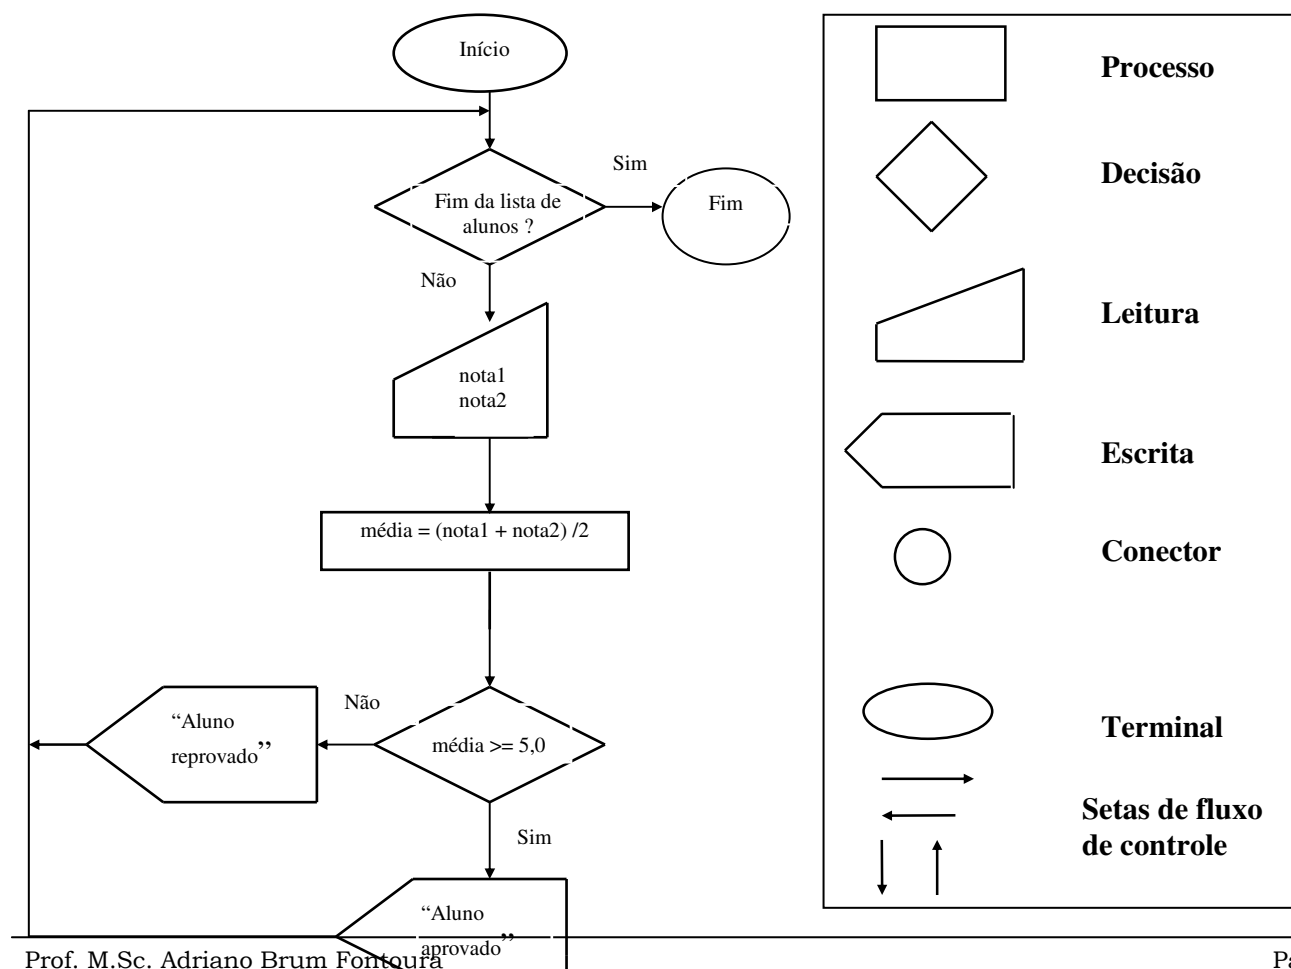 Início
Sim
Fim da lista de
alunos ?
Fim
Não
nota1
nota2
média = (nota1 + nota2) /2
Não
“Aluno
reprovado”
média >= 5,0
Sim
“Aluno
aprovado”
Processo
Decisão
Leitura
Escrita
Conector
Terminal
Setas de fluxo
de controle
Prof. M.Sc. Adriano Brum Fontoura
Pa